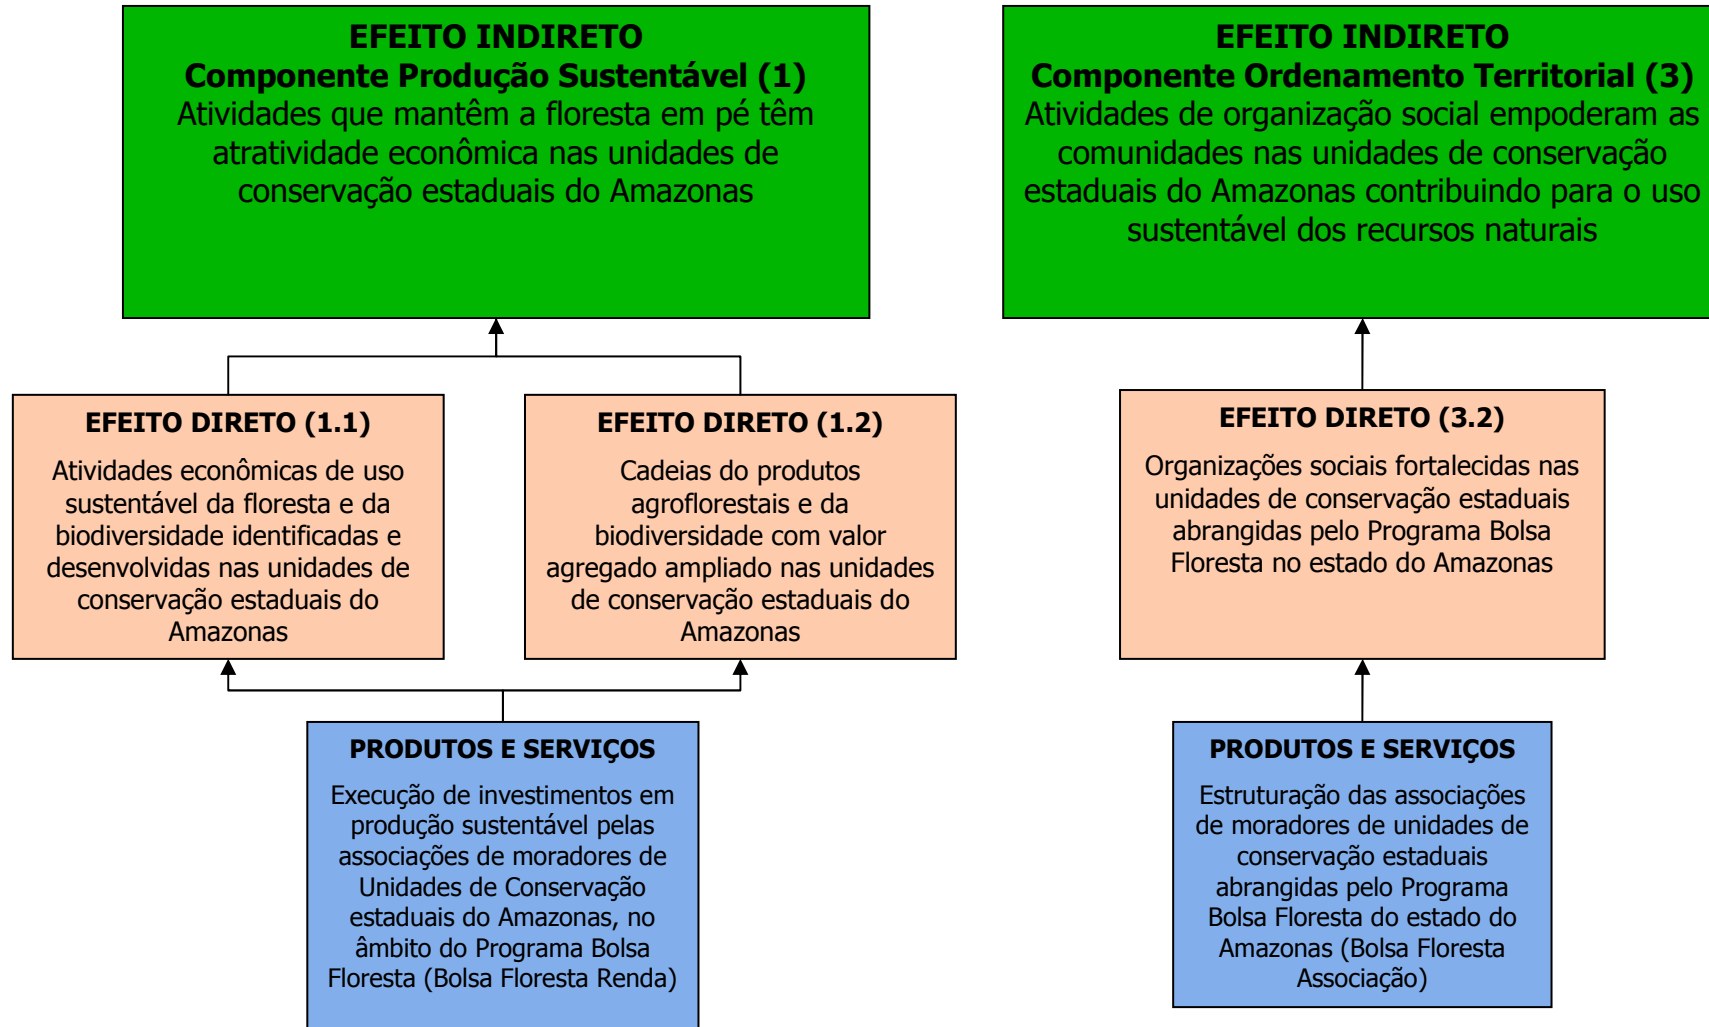 EFEITO INDIRETO
Componente Produção Sustentável (1)
Atividades que mantêm a floresta em pé têm
atratividade econômica nas unidades de
conservação estaduais do Amazonas
EFEITO INDIRETO
Componente Ordenamento Territorial (3)
Atividades de organização social empoderam as
comunidades nas unidades de conservação
estaduais do Amazonas contribuindo para o uso
sustentável dos recursos naturais
EFEITO DIRETO (1.1)
Atividades econômicas de uso
sustentável da floresta e da
biodiversidade identificadas e
desenvolvidas nas unidades de
conservação estaduais do
Amazonas
EFEITO DIRETO (1.2)
Cadeias do produtos
agroflorestais e da
biodiversidade com valor
agregado ampliado nas unidades
de conservação estaduais do
Amazonas
EFEITO DIRETO (3.2)
Organizações sociais fortalecidas nas
unidades de conservação estaduais
abrangidas pelo Programa Bolsa
Floresta no estado do Amazonas
PRODUTOS E SERVIÇOS
Execução de investimentos em
produção sustentável pelas
associações de moradores de
Unidades de Conservação
estaduais do Amazonas, no
âmbito do Programa Bolsa
Floresta (Bolsa Floresta Renda)
PRODUTOS E SERVIÇOS
Estruturação das associações
de moradores de unidades de
conservação estaduais
abrangidas pelo Programa
Bolsa Floresta do estado do
Amazonas (Bolsa Floresta
Associação)